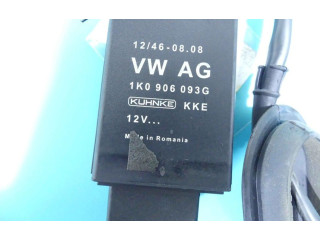 12/46-08.08
VW AG
1K0 906 093G
KUHNKE KKE
12V...
Made in Romania